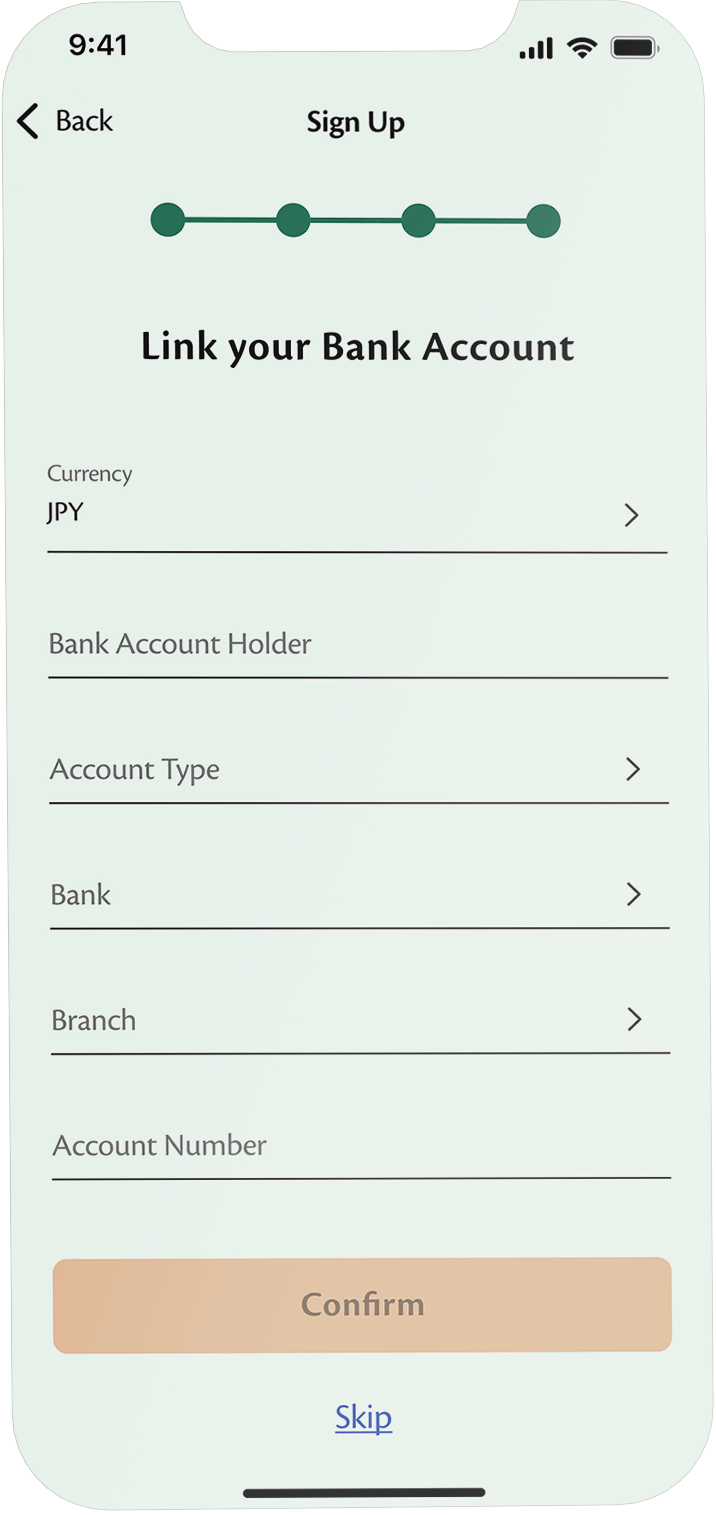 9:41
Back
Sign Up
Link your Bank Account
Currency
JPY
Bank Account Holder
Account Type
Bank
Branch
Account Number
Confirm
Skip